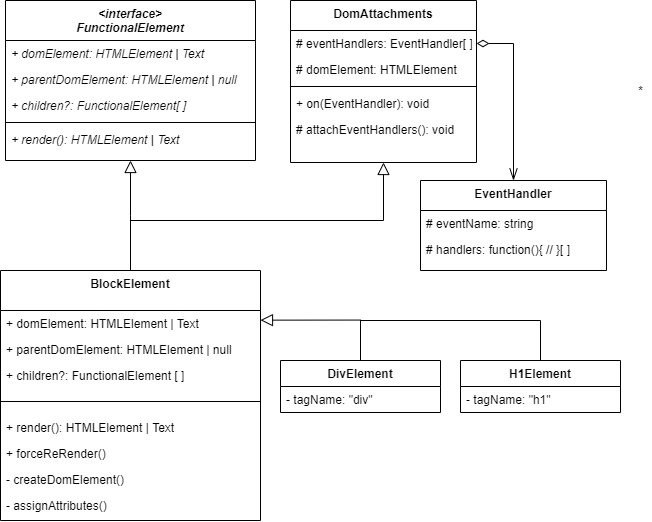 <interface>
FunctionalElement
+ domElement: HTMLElement | Text
+ parentDomElement: HTMLElement | null
+ children?: FunctionalElement[ ]
+ render(): HTMLElement | Text
DomAttachments
# eventHandlers: EventHandler[ ]
# domElement: HTMLElement
+ on(EventHandler): void
# attachEventHandlers(): void
*
EventHandler
# eventName: string
# handlers: function(){ // }[ ]
BlockElement
+ domElement: HTMLElement | Text
+ parentDomElement: HTMLElement | null
+ children?: FunctionalElement [ ]
+ render(): HTMLElement | Text
+ forceReRender()
- createDomElement()
- assignAttributes()
DivElement
- tagName: "div"
H1Element
- tagName: "h1"